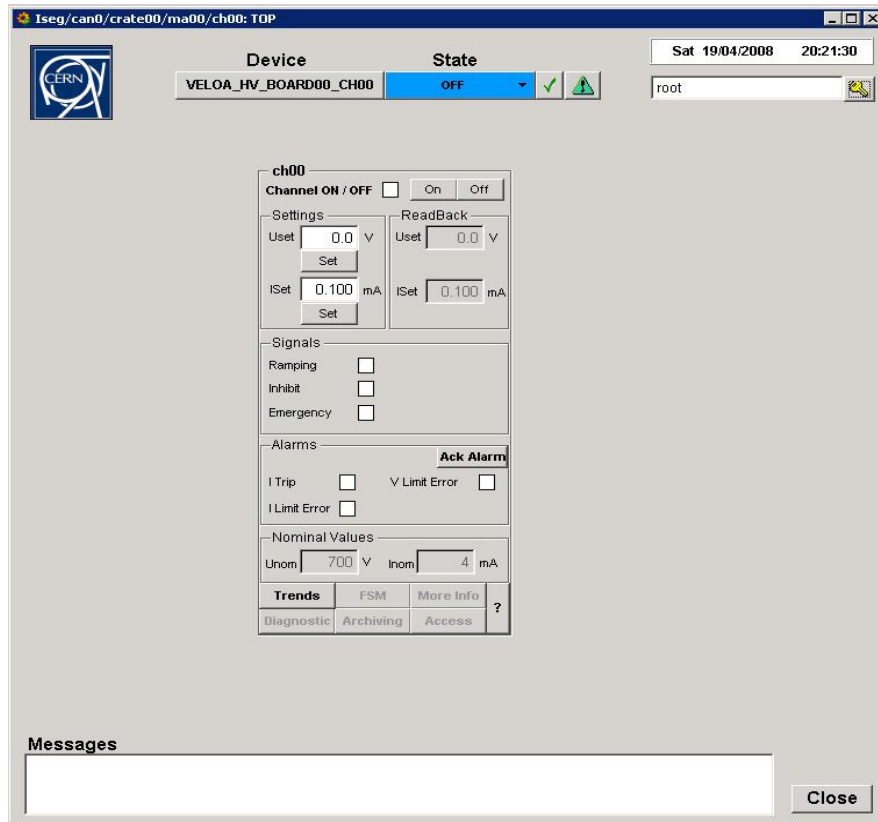 Iseg/can0/crate00/ma00/ch00: TOP
Device State
Sat 19/04/2008 20:21:30
CERN
VELOA_HV_BOARD00_CH00 OFF
root
ch00
Channel ON / OFF On Off
Settings ReadBack
Uset 0.0 V Uset 0.0 V
Set
ISet 0.100 mA ISet 0.100 mA
Set
Signals
Ramping
Inhibit
Emergency
Alarms
Ack Alarm
I Trip V Limit Error
I Limit Error
Nominal Values
Unom 700 V Inom 4 mA
Trends FSM More Info ?
Diagnostic Archiving Access
Messages
Close